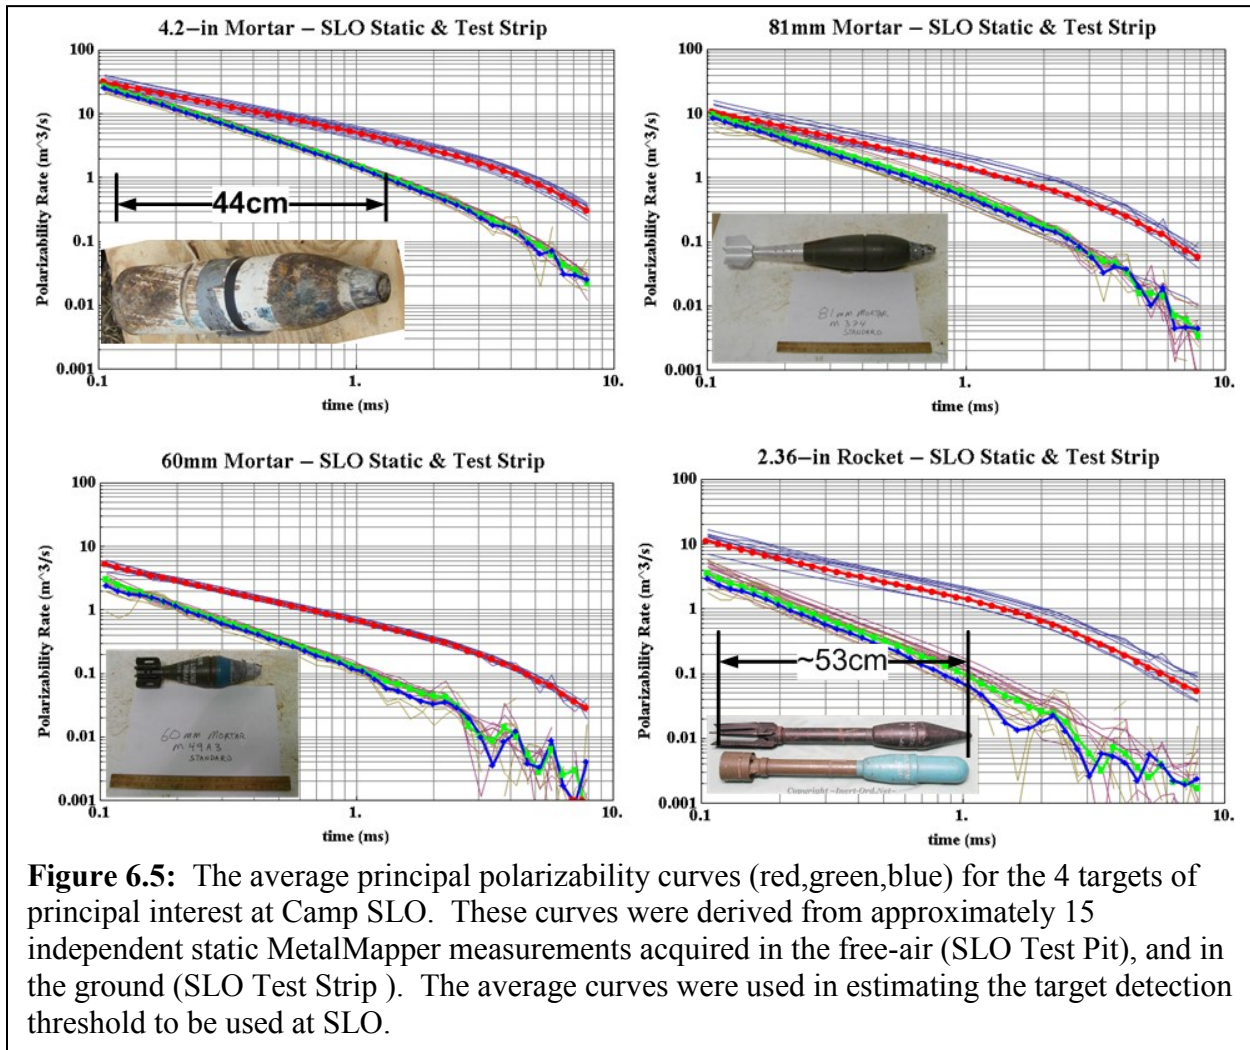 4.2–in Mortar – SLO Static & Test Strip
100
10
1
0.1
0.01
0.001
Polarizability Rate (m^3/s)
44cm
0.1
1.
10.
time (ms)
81mm Mortar – SLO Static & Test Strip
100
10
1
0.1
0.01
0.001
Polarizability Rate (m^3/s)
81mm MORTAR
M 374
STANDARD
0.1
1.
10.
time (ms)
60mm Mortar – SLO Static & Test Strip
100
10
1
0.1
0.01
0.001
Polarizability Rate (m^3/s)
60 mm MORTAR
M 49A3
STANDARD
0.1
1.
10.
time (ms)
2.36–in Rocket – SLO Static & Test Strip
100
10
1
0.1
0.01
0.001
Polarizability Rate (m^3/s)
~53cm
Copyright ~Inert-Ord.Net~
0.1
1.
10.
time (ms)
Figure 6.5: The average principal polarizability curves (red,green,blue) for the 4 targets of
principal interest at Camp SLO. These curves were derived from approximately 15
independent static MetalMapper measurements acquired in the free-air (SLO Test Pit), and in
the ground (SLO Test Strip ). The average curves were used in estimating the target detection
threshold to be used at SLO.